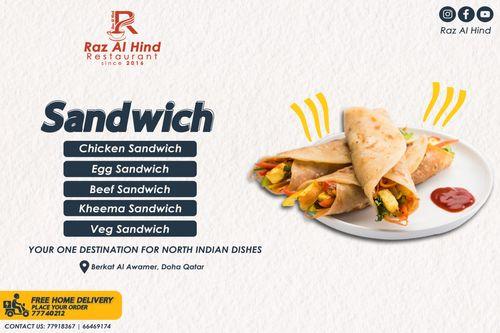 Raz Al Hind
Restaurant
since 2016
Raz Al Hind
Sandwich
Chicken Sandwich
Egg Sandwich
Beef Sandwich
Kheema Sandwich
Veg Sandwich
YOUR ONE DESTINATION FOR NORTH INDIAN DISHES
Berkat Al Awamer, Doha Qatar
FREE HOME DELIVERY
PLACE YOUR ORDER
77740212
CONTACT US: 77918367 | 66469174